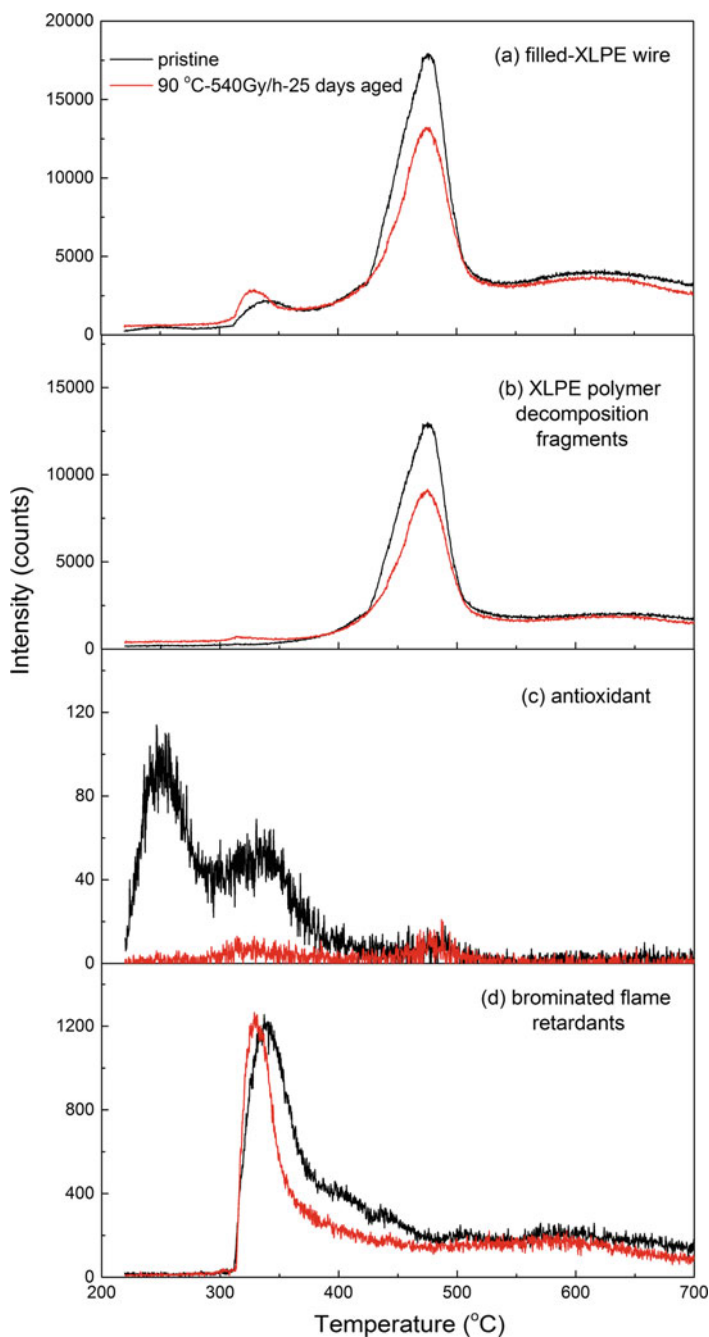 20000
pristine
(a) filled-XLPE wire
90 °C-540Gy/h-25 days aged
15000
10000
5000
0
15000
(b) XLPE polymer
decomposition
fragments
10000
5000
0
Intensity (counts)
120
(c) antioxidant
80
40
0
(d) brominated flame
retardants
1200
800
400
0
200 300 400 500 600 700
Temperature (°C)